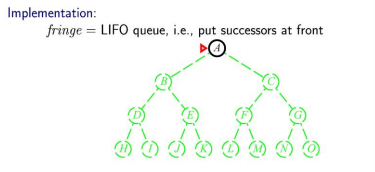 Implementation:
fringe = LIFO queue, i.e., put successors at front
A
B C
D E F G
H I J K L M N O